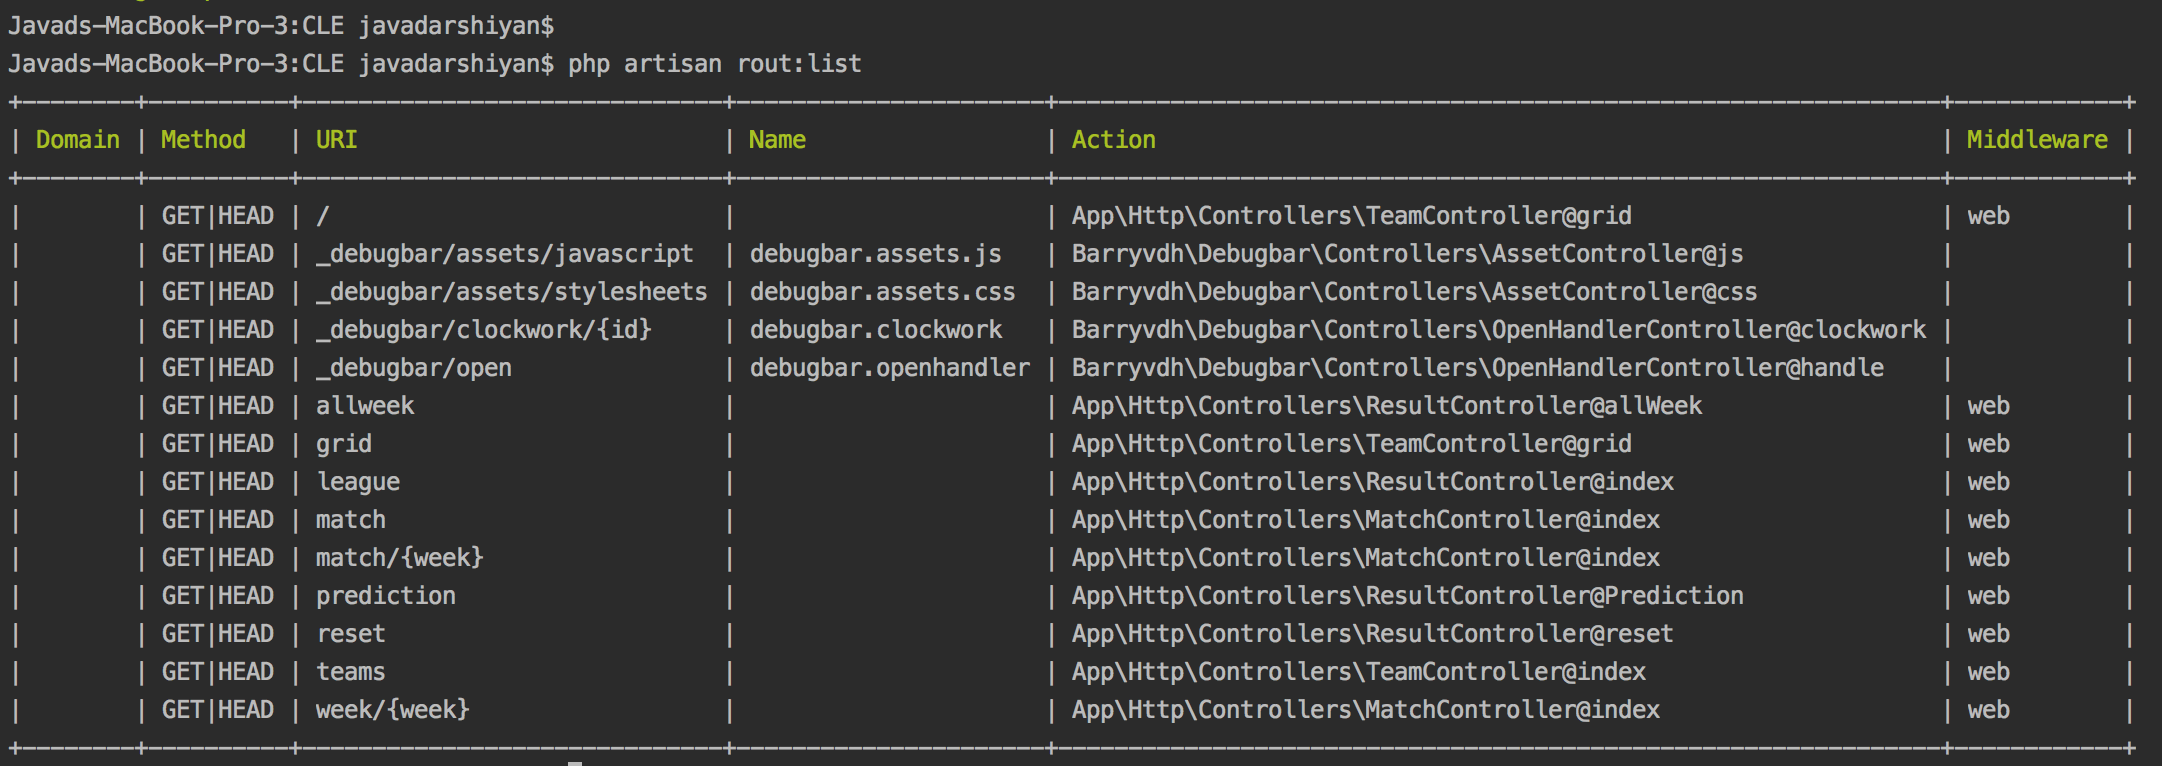 Javads-MacBook-Pro-3:CLE javadarshiyan$
Javads-MacBook-Pro-3:CLE javadarshiyan$ php artisan rout:list
+--------+----------+------------------------------+----------------------+---------------------------------------------------------------+------------+
| Domain | Method   | URI                          | Name                 | Action                                                        | Middleware |
+--------+----------+------------------------------+----------------------+---------------------------------------------------------------+------------+
|        | GET|HEAD | /                            |                      | App\Http\Controllers\TeamController@grid                      | web        |
|        | GET|HEAD | _debugbar/assets/javascript  | debugbar.assets.js   | Barryvdh\Debugbar\Controllers\AssetController@js              |            |
|        | GET|HEAD | _debugbar/assets/stylesheets | debugbar.assets.css  | Barryvdh\Debugbar\Controllers\AssetController@css             |            |
|        | GET|HEAD | _debugbar/clockwork/{id}     | debugbar.clockwork   | Barryvdh\Debugbar\Controllers\OpenHandlerController@clockwork |            |
|        | GET|HEAD | _debugbar/open               | debugbar.openhandler | Barryvdh\Debugbar\Controllers\OpenHandlerController@handle    |            |
|        | GET|HEAD | allweek                      |                      | App\Http\Controllers\ResultController@allWeek                 | web        |
|        | GET|HEAD | grid                         |                      | App\Http\Controllers\TeamController@grid                      | web        |
|        | GET|HEAD | league                       |                      | App\Http\Controllers\ResultController@index                   | web        |
|        | GET|HEAD | match                        |                      | App\Http\Controllers\MatchController@index                    | web        |
|        | GET|HEAD | match/{week}                 |                      | App\Http\Controllers\MatchController@index                    | web        |
|        | GET|HEAD | prediction                   |                      | App\Http\Controllers\ResultController@Prediction              | web        |
|        | GET|HEAD | reset                        |                      | App\Http\Controllers\ResultController@reset                   | web        |
|        | GET|HEAD | teams                        |                      | App\Http\Controllers\TeamController@index                     | web        |
|        | GET|HEAD | week/{week}                  |                      | App\Http\Controllers\MatchController@index                    | web        |
+--------+----------+------------------------------+----------------------+---------------------------------------------------------------+------------+